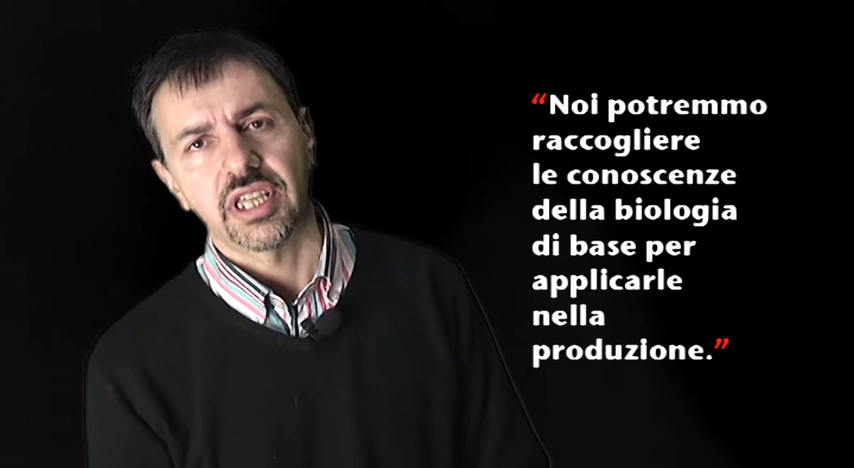 “Noi potremmo
raccogliere
le conoscenze
della biologia
di base per
applicarle
nella
produzione.”